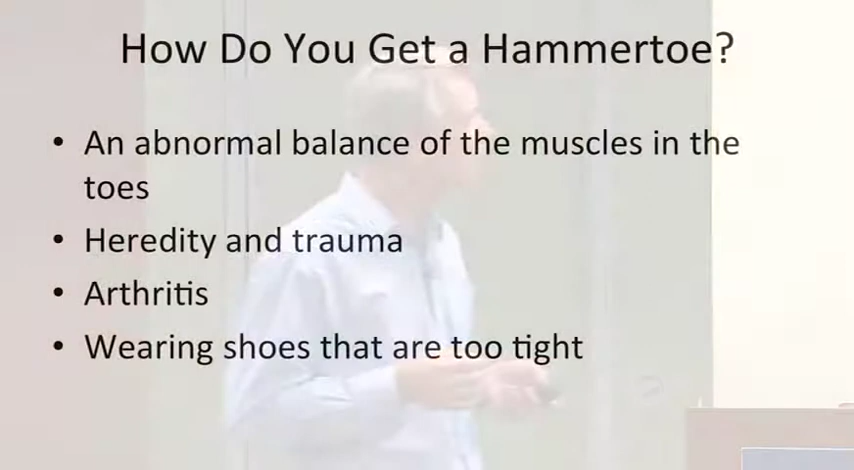 How Do You Get a Hammertoe?
• An abnormal balance of the muscles in the
toes
• Heredity and trauma
• Arthritis
• Wearing shoes that are too tight